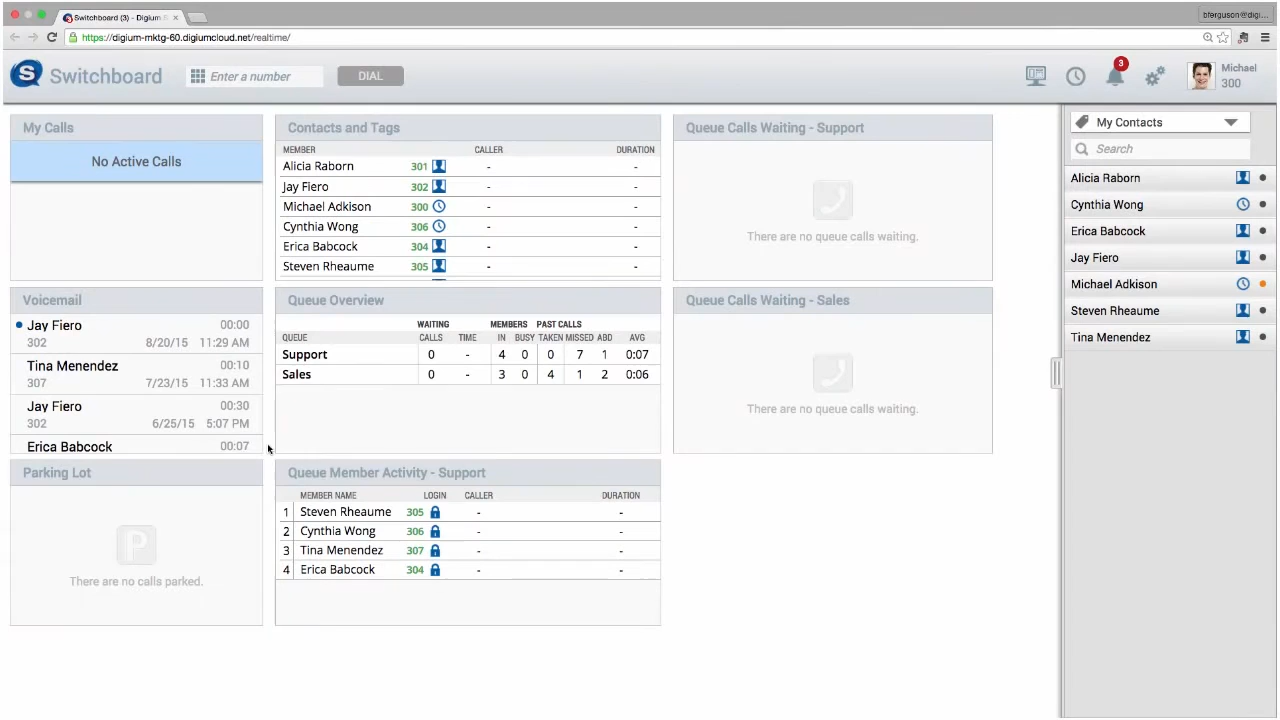 Switchboard (3) - Digium
bferguson@digi...
https://digium-mktg-60.digiumcloud.net/realtime/
S Switchboard
Enter a number
DIAL
3
Michael
300
My Calls
No Active Calls
Contacts and Tags
MEMBER CALLER DURATION
Alicia Raborn 301 - -
Jay Fiero 302 - -
Michael Adkison 300 - -
Cynthia Wong 306 - -
Erica Babcock 304 - -
Steven Rheaume 305 - -
Queue Calls Waiting - Support
There are no queue calls waiting.
My Contacts
Search
Alicia Raborn
Cynthia Wong
Erica Babcock
Jay Fiero
Michael Adkison
Steven Rheaume
Tina Menendez
Voicemail
Jay Fiero 00:00
302 8/20/15 11:29 AM
Tina Menendez 00:10
307 7/23/15 11:33 AM
Jay Fiero 00:30
302 6/25/15 5:07 PM
Erica Babcock 00:07
Queue Overview
WAITING MEMBERS PAST CALLS
QUEUE CALLS TIME IN BUSY TAKEN MISSED ABD AVG
Support 0 - 4 0 0 7 1 0:07
Sales 0 - 3 0 4 1 2 0:06
Queue Calls Waiting - Sales
There are no queue calls waiting.
Parking Lot
P
There are no calls parked.
Queue Member Activity - Support
MEMBER NAME LOGIN CALLER DURATION
1 Steven Rheaume 305 - -
2 Cynthia Wong 306 - -
3 Tina Menendez 307 - -
4 Erica Babcock 304 - -